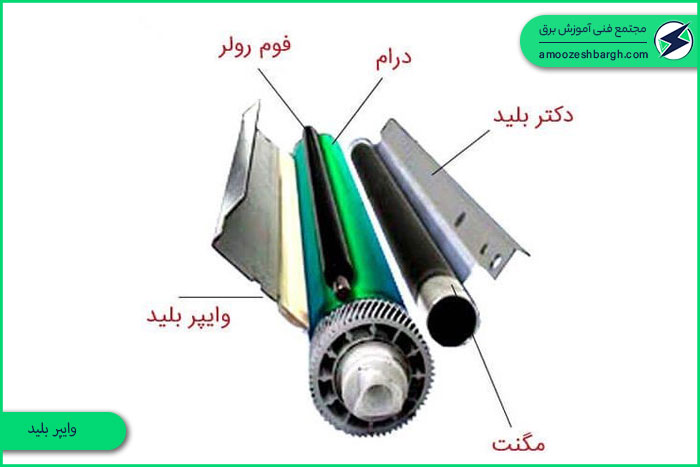 مجتمع فنی آموزش برق
amoozeshbargh.com
فوم رولر
درام
دکتر بلید
وایپر بلید
مگنت
وایپر بلید